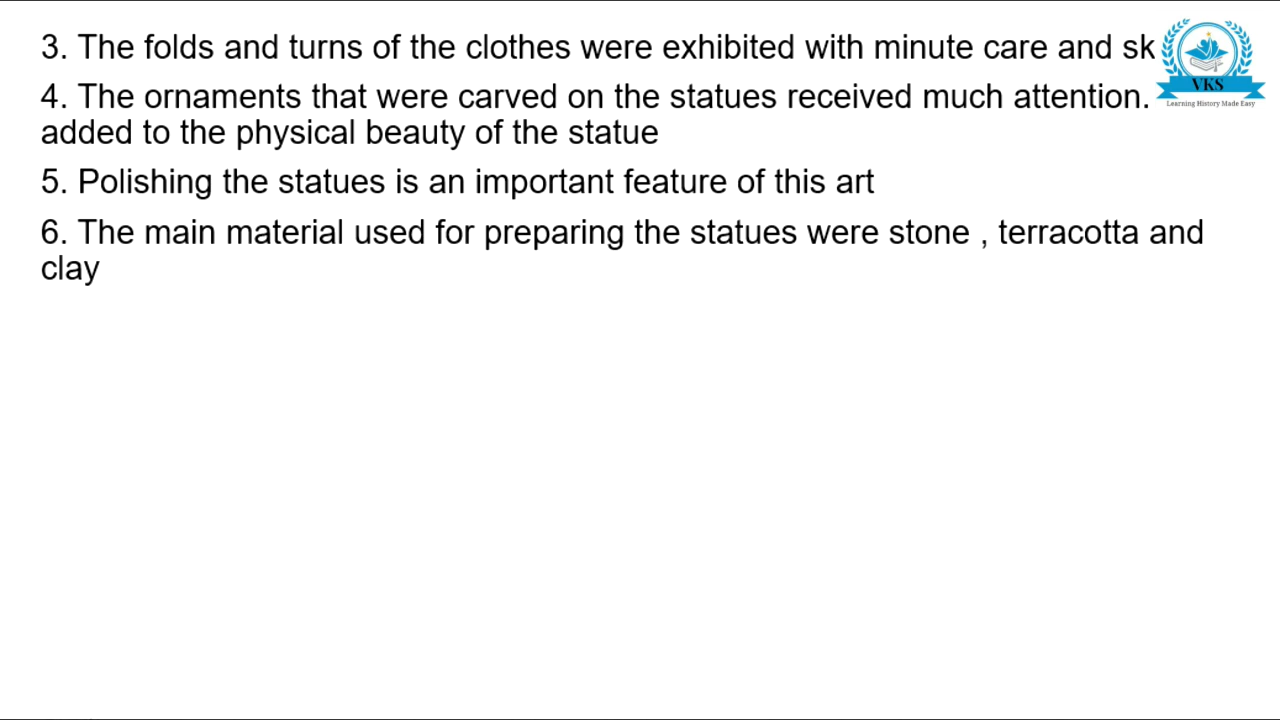 3. The folds and turns of the clothes were exhibited with minute care and sk
4. The ornaments that were carved on the statues received much attention.
added to the physical beauty of the statue
5. Polishing the statues is an important feature of this art
6. The main material used for preparing the statues were stone , terracotta and
clay
VKS
Learning History Made Easy